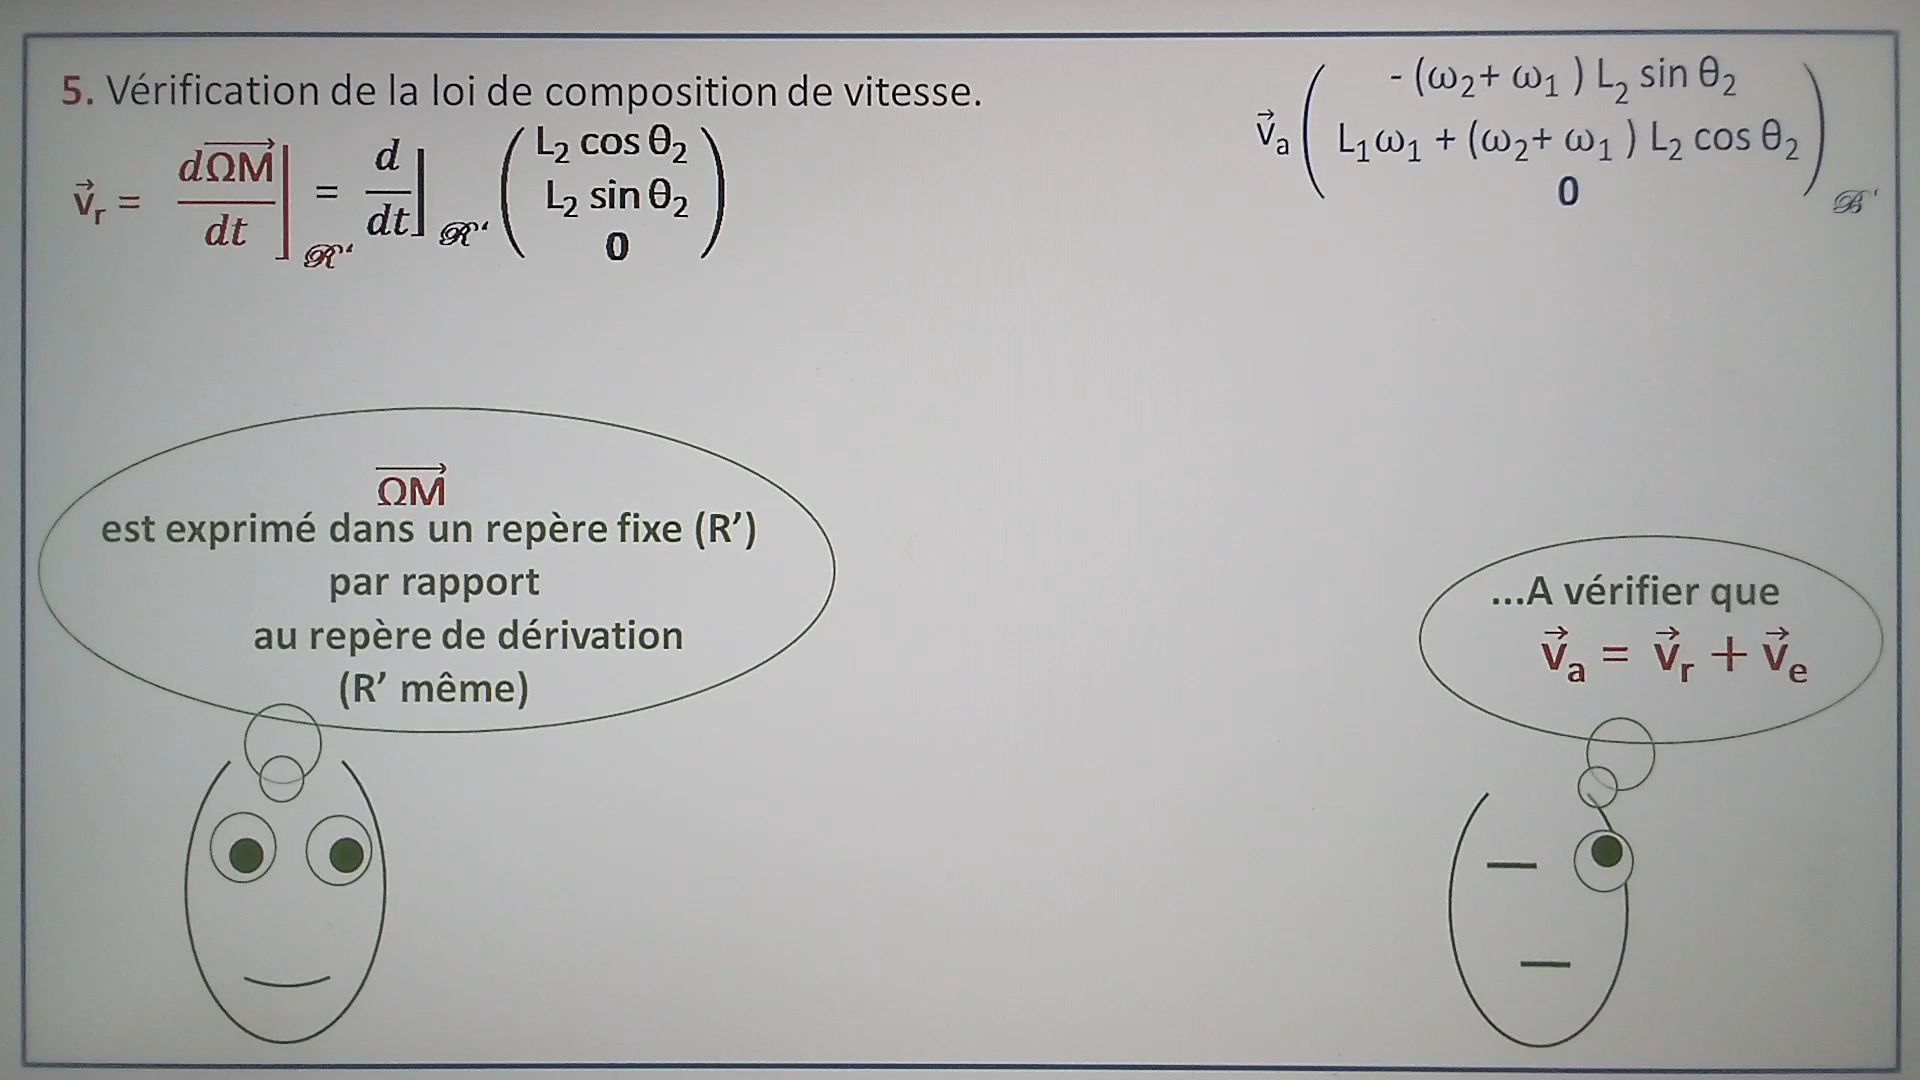 5. Vérification de la loi de composition de vitesse.
v⃗r = dΩM⃗/dt]ℛ' = d/dt]ℛ' (L2 cos θ2
L2 sin θ2
0)
v⃗a (- (ω2+ ω1 ) L2 sin θ2
L1ω1 + (ω2+ ω1 ) L2 cos θ2
0)ℬ'
ΩM⃗
est exprimé dans un repère fixe (R’)
par rapport
au repère de dérivation
(R’ même)
...A vérifier que
v⃗a = v⃗r + v⃗e